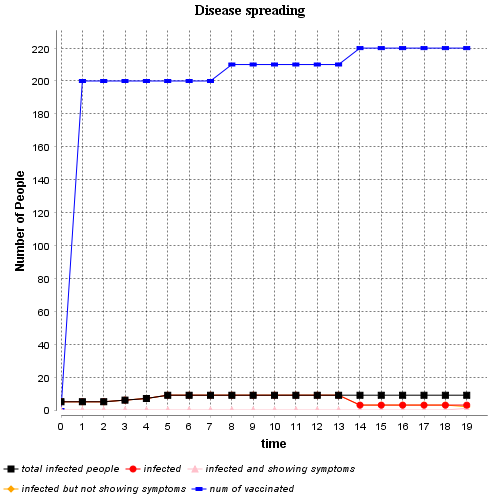 Disease spreading
Number of People
220
200
180
160
140
120
100
80
60
40
20
0
0 1 2 3 4 5 6 7 8 9 10 11 12 13 14 15 16 17 18 19
time
total infected people infected infected and showing symptoms
infected but not showing symptoms num of vaccinated